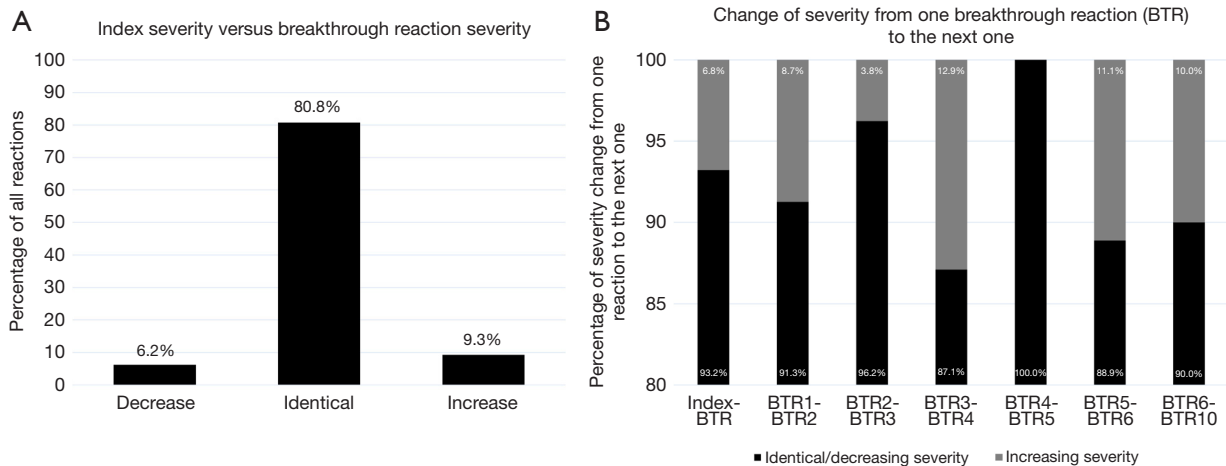 A
Index severity versus breakthrough reaction severity
Percentage of all reactions
100
90
80
70
60
50
40
30
20
10
0
6.2%
80.8%
9.3%
Decrease
Identical
Increase
B
Change of severity from one breakthrough reaction (BTR)
to the next one
Percentage of severity change from one
reaction to the next one
100
95
90
85
80
6.8%
8.7%
3.8%
12.9%
11.1%
10.0%
93.2%
91.3%
96.2%
87.1%
100.0%
88.9%
90.0%
Index-
BTR
BTR1-
BTR2
BTR2-
BTR3
BTR3-
BTR4
BTR4-
BTR5
BTR5-
BTR6
BTR6-
BTR10
Identical/decreasing severity
Increasing severity